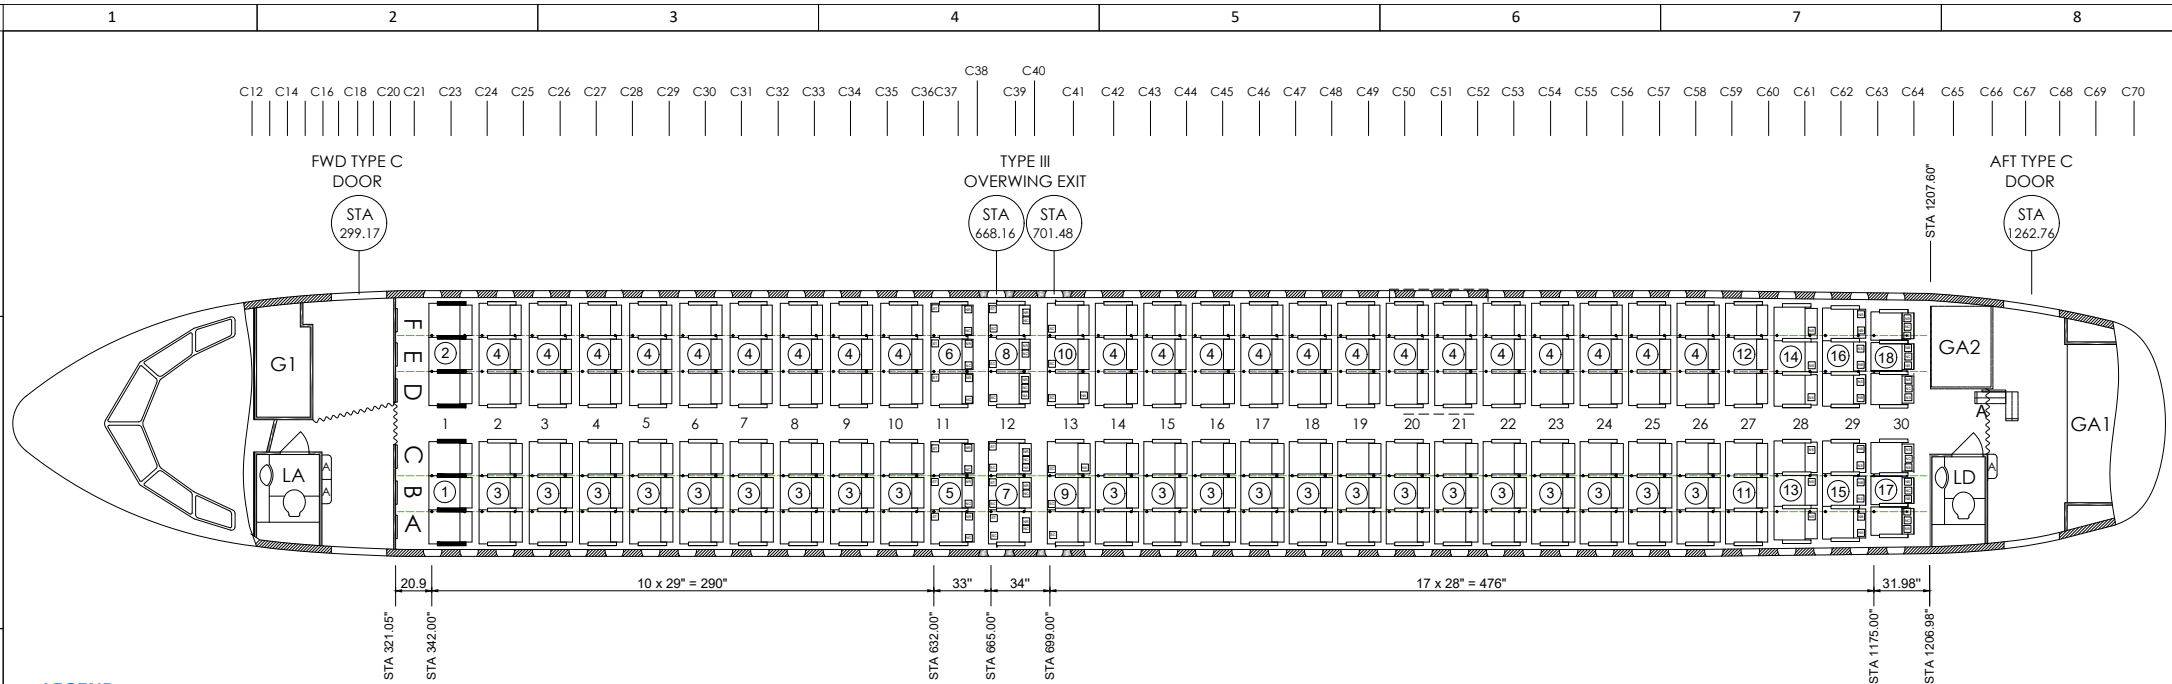 1 2 3 4 5 6 7 8
C38 C40
C12 C14 C16 C18 C20 C21 C23 C24 C25 C26 C27 C28 C29 C30 C31 C32 C33 C34 C35 C36 C37 C39 C41 C42 C43 C44 C45 C46 C47 C48 C49 C50 C51 C52 C53 C54 C55 C56 C57 C58 C59 C60 C61 C62 C63 C64 C65 C66 C67 C68 C69 C70
FWD TYPE C
DOOR
STA
299.17
TYPE III
OVERWING EXIT
STA
668.16
STA
701.48
STA 1207.60"
AFT TYPE C
DOOR
STA
1262.76
G1
F
E
D
2 4 4 4 4 4 4 4 4 4 6 8 10 4 4 4 4 4 4 4 4 4 4 4 4 4 12 14 16 18
GA2
A
GA1
1 2 3 4 5 6 7 8 9 10 11 12 13 14 15 16 17 18 19 20 21 22 23 24 25 26 27 28 29 30
LA
A
A
C
B
A
1 3 3 3 3 3 3 3 3 3 5 7 9 3 3 3 3 3 3 3 3 3 3 3 3 3 11 13 15 17
LD
A
20.9 10 x 29" = 290" 33" 34" 17 x 28" = 476" 31.98"
STA 321.05" STA 342.00" STA 632.00" STA 665.00" STA 699.00" STA 1175.00" STA 1206.98"